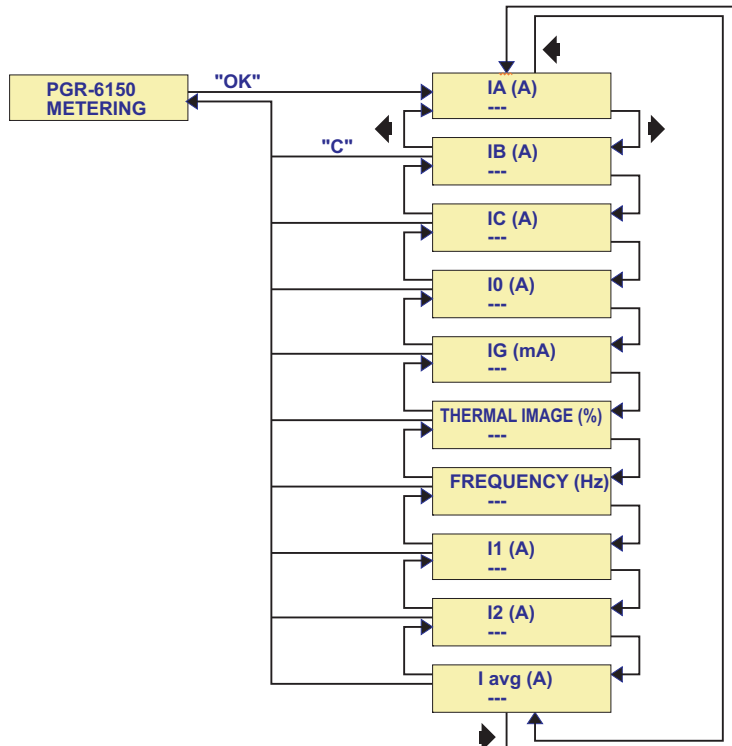 PGR-6150
METERING
"OK"
"C"
IA (A)
---
IB (A)
---
IC (A)
---
I0 (A)
---
IG (mA)
---
THERMAL IMAGE (%)
---
FREQUENCY (Hz)
---
I1 (A)
---
I2 (A)
---
I avg (A)
---